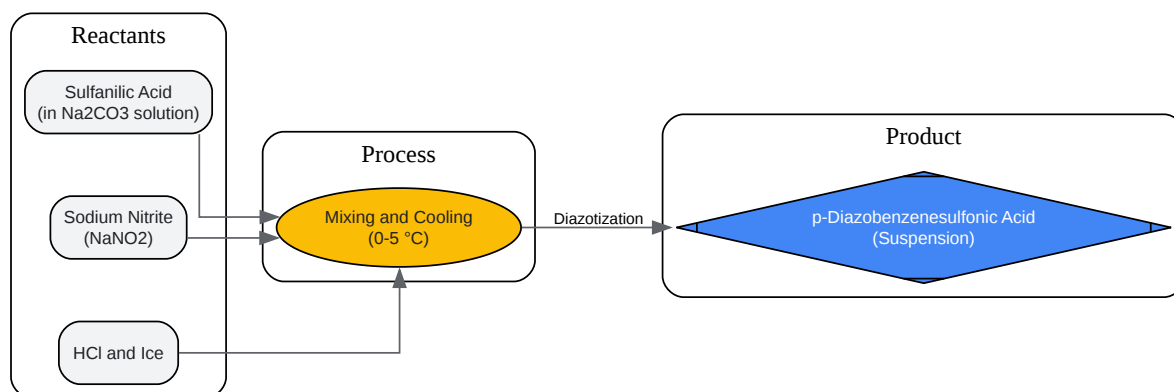 Reactants
Sulfanilic Acid
(in Na2CO3 solution)
Sodium Nitrite
(NaNO2)
HCl and Ice
Process
Mixing and Cooling
(0-5 °C)
Diazotization
Product
p-Diazobenzenesulfonic Acid
(Suspension)